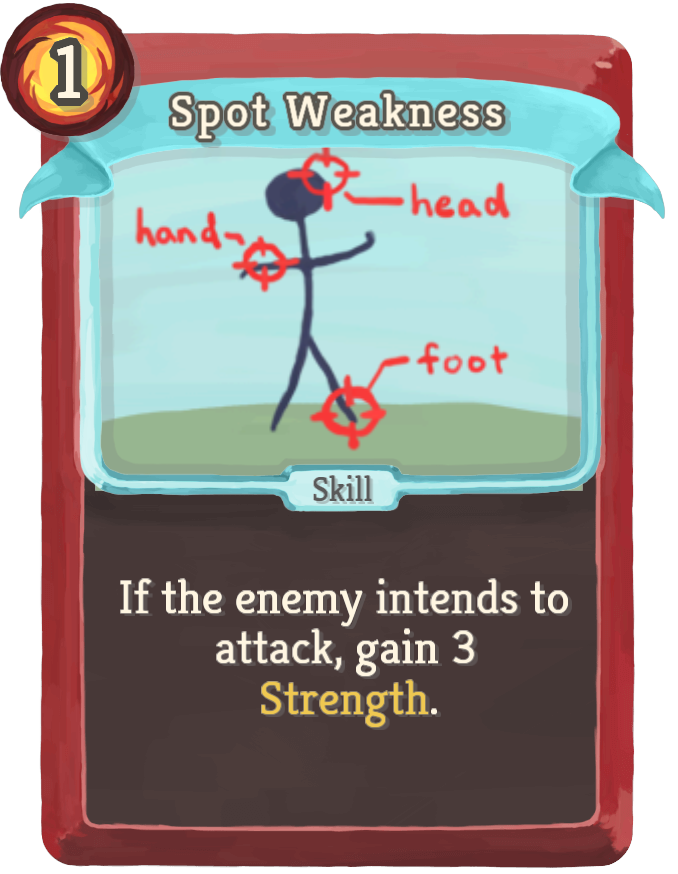 1
Spot Weakness
head
hand
foot
Skill
If the enemy intends to
attack, gain 3
Strength.